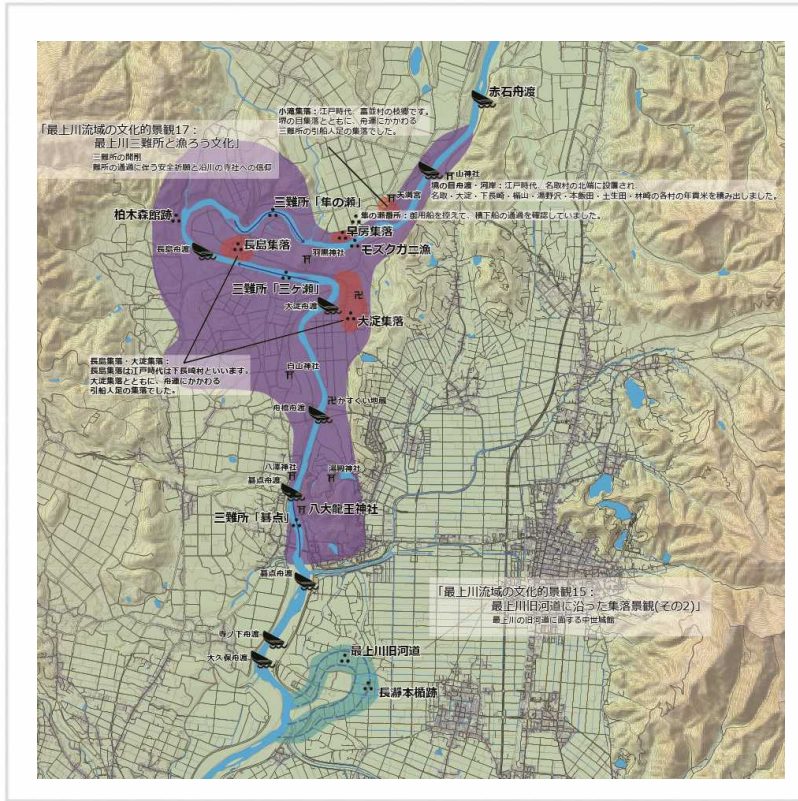 赤石舟渡
小滝集落：江戸時代、富並村の枝郷です。
境の目集落とともに、舟運にかかわる
三難所の引船人足の集落でした。
「最上川流域の文化的景観17：
最上川三難所と漁ろう文化」
三難所の開削
難所の通過に伴う安全祈願と沿川の寺社への信仰
山神社
境の目舟渡・河岸：江戸時代、名取村の北端に設置され
名取・大淀・下長崎・楯山・湯野沢・本飯田・土生田・林崎の各村の年貢米を積み出しました。
天満宮
三難所「隼の瀬」
柏木森館跡
隼の瀬番所：御用船を控えて、積下船の通過を確認していました。
早房集落
長島集落
モズクガニ漁
長島舟渡
羽黒神社
三難所「三ケ瀬」
卍
大淀舟渡
大淀集落
長島集落・大淀集落：
長島集落は江戸時代は下長崎村といいます。
大淀集落とともに、舟運にかかわる
引船人足の集落でした。
白山神社
卍かすくい地蔵
舟橋舟渡
八澤神社
湯殿神社
碁点舟渡
八大龍王神社
三難所「碁点」
碁点舟渡
「最上川流域の文化的景観15：
最上川旧河道に沿った集落景観(その2)」
最上川の旧河道に面する中世城館
寺ノ下舟渡
大久保舟渡
最上川旧河道
長瀞本楯跡